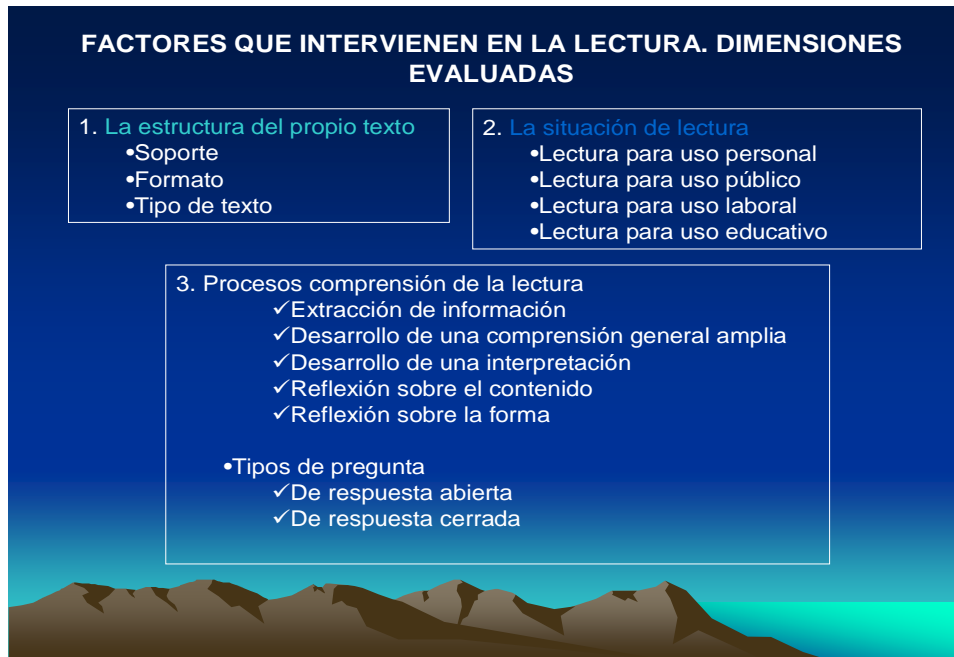 FACTORES QUE INTERVIENEN EN LA LECTURA. DIMENSIONES
EVALUADAS
1. La estructura del propio texto
•Soporte
•Formato
•Tipo de texto
2. La situación de lectura
•Lectura para uso personal
•Lectura para uso público
•Lectura para uso laboral
•Lectura para uso educativo
3. Procesos comprensión de la lectura
✓Extracción de información
✓Desarrollo de una comprensión general amplia
✓Desarrollo de una interpretación
✓Reflexión sobre el contenido
✓Reflexión sobre la forma
•Tipos de pregunta
✓De respuesta abierta
✓De respuesta cerrada